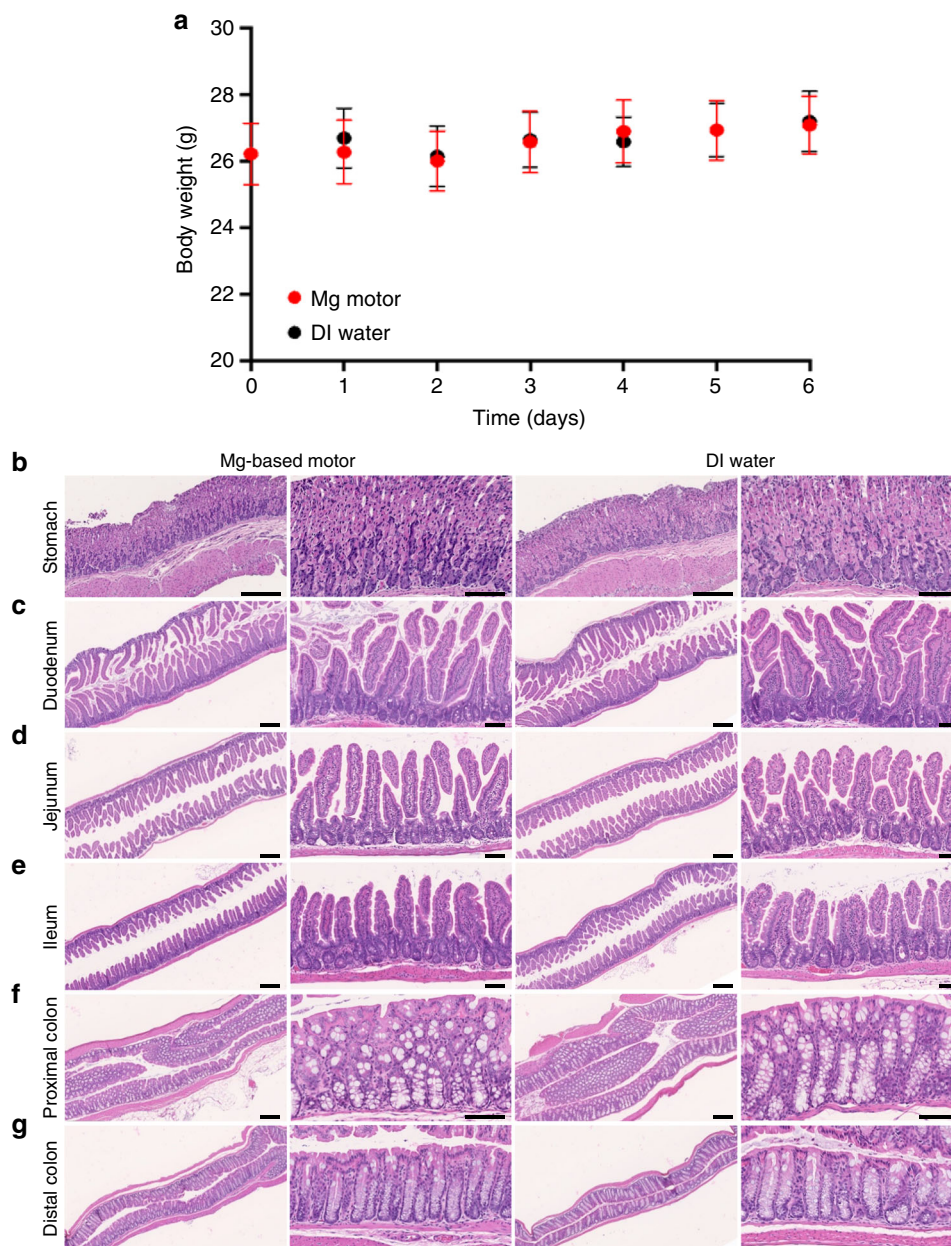 a
30
28
26
24
22
20
Body weight (g)
Mg motor
DI water
0 1 2 3 4 5 6
Time (days)
b
Mg-based motor DI water
Stomach
c
Duodenum
d
Jejunum
e
Ileum
f
Proximal colon
g
Distal colon